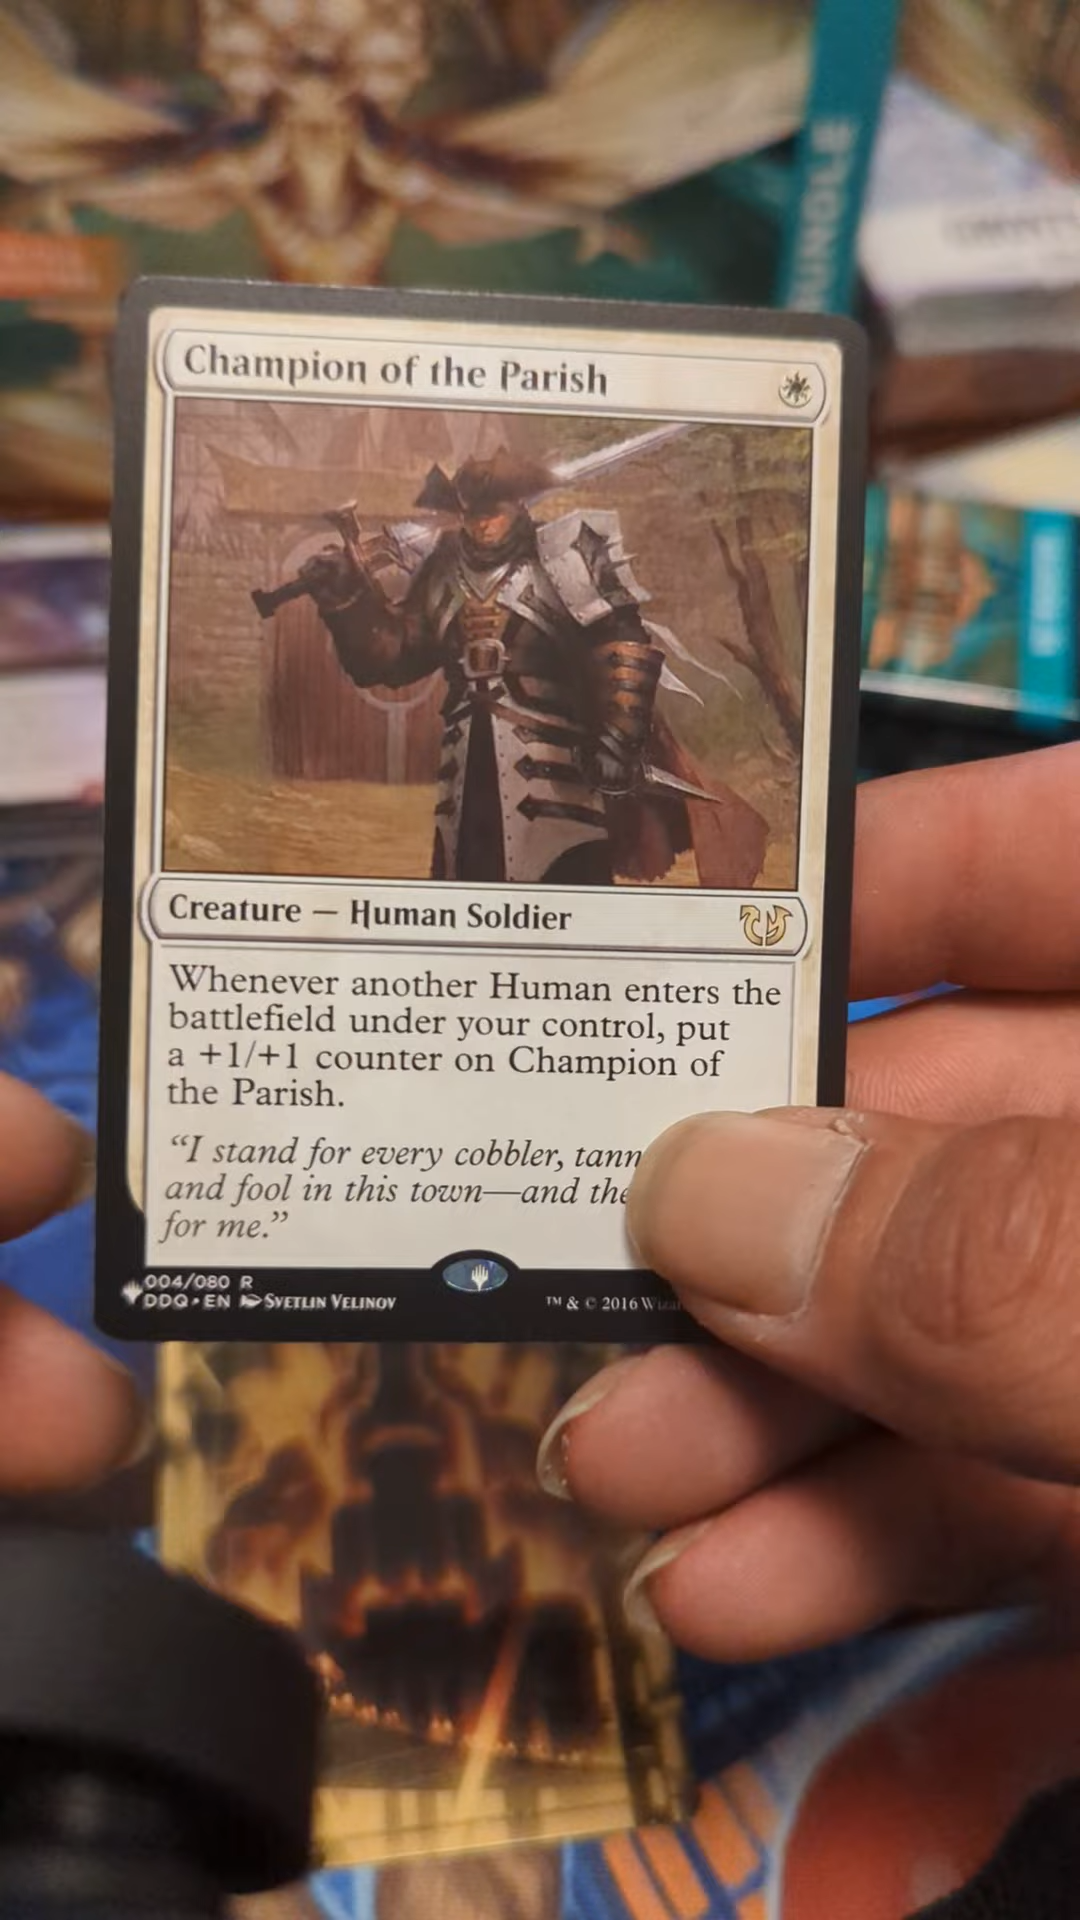 BUNDLE
Champion of the Parish
Creature — Human Soldier
Whenever another Human enters the
battlefield under your control, put
a +1/+1 counter on Champion of
the Parish.
“I stand for every cobbler, tann
and fool in this town—and the
for me.”
004/080 R
DDQ • EN SVETLIN VELINOV
™ & © 2016 Wizar